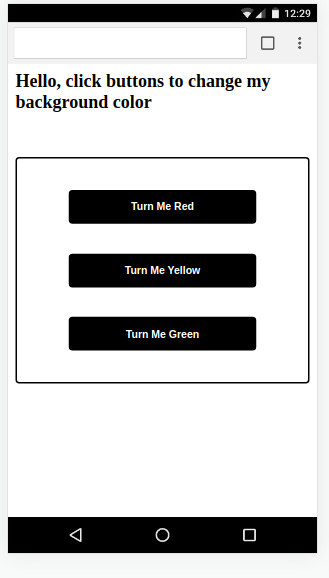 12:29
Hello, click buttons to change my
background color
Turn Me Red
Turn Me Yellow
Turn Me Green